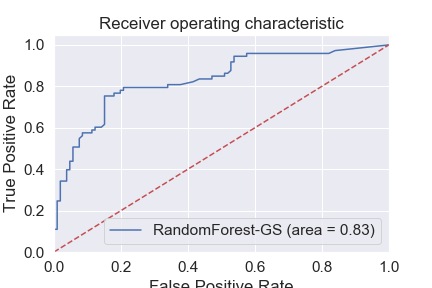 Receiver operating characteristic
True Positive Rate
1.0
0.8
0.6
0.4
0.2
0.0
RandomForest-GS (area = 0.83)
0.0 0.2 0.4 0.6 0.8 1.0
False Positive Rate